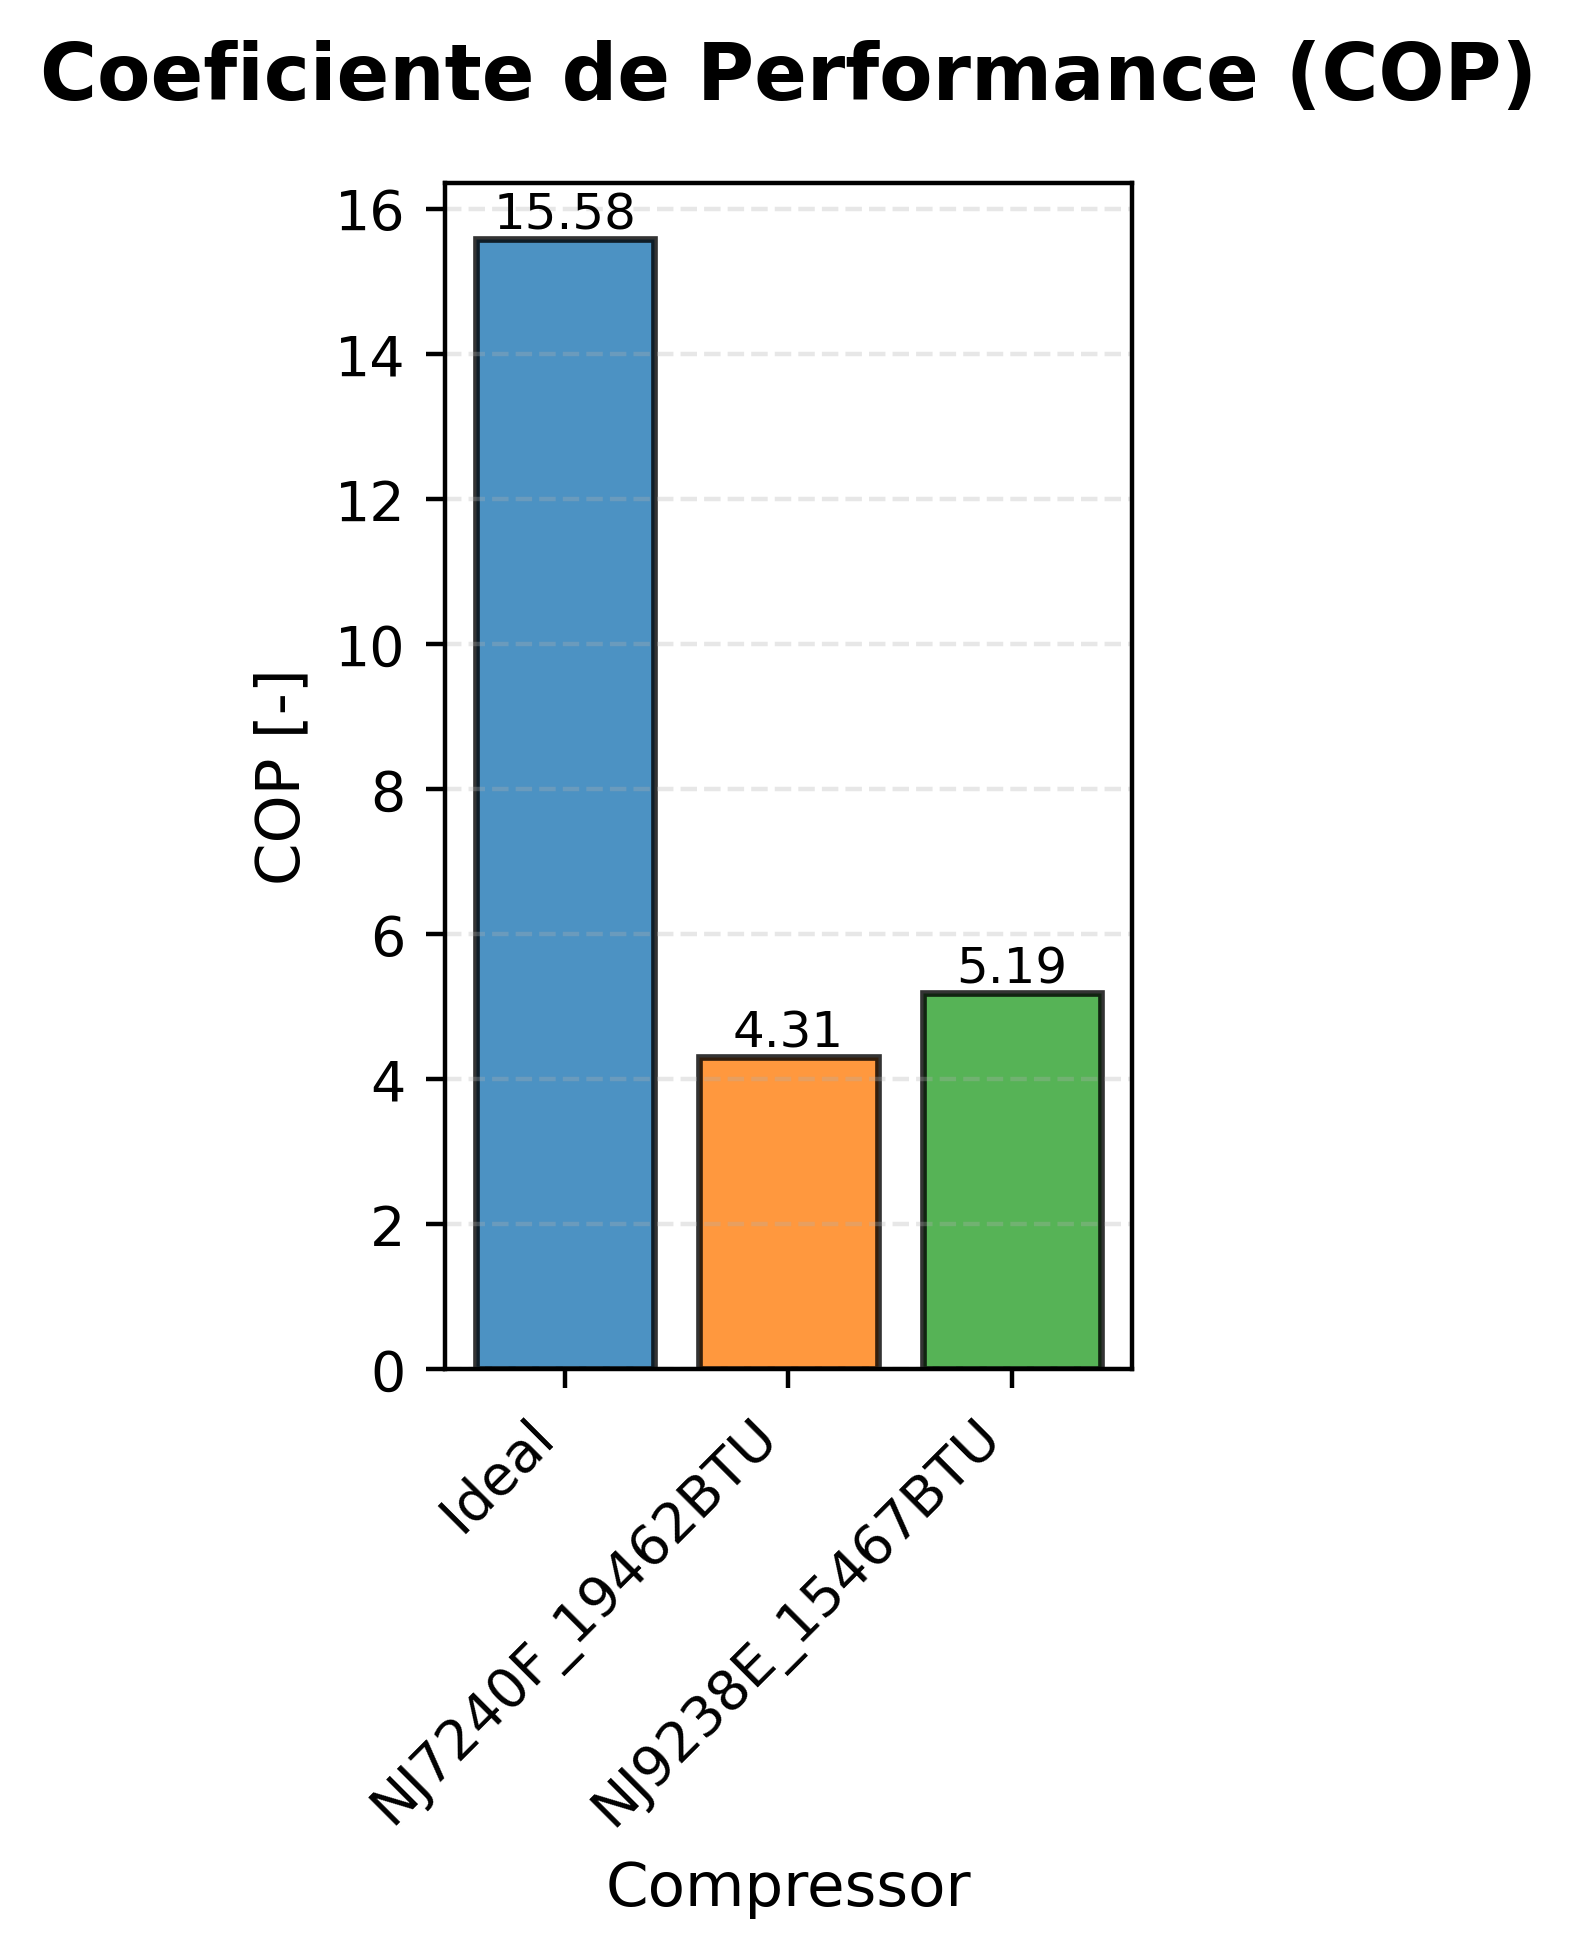 Coeficiente de Performance (COP)
16
14
12
10
8
6
4
2
0
COP [-]
15.58
4.31
5.19
Ideal
NJ7240F_19462BTU
NJ9238E_15467BTU
Compressor